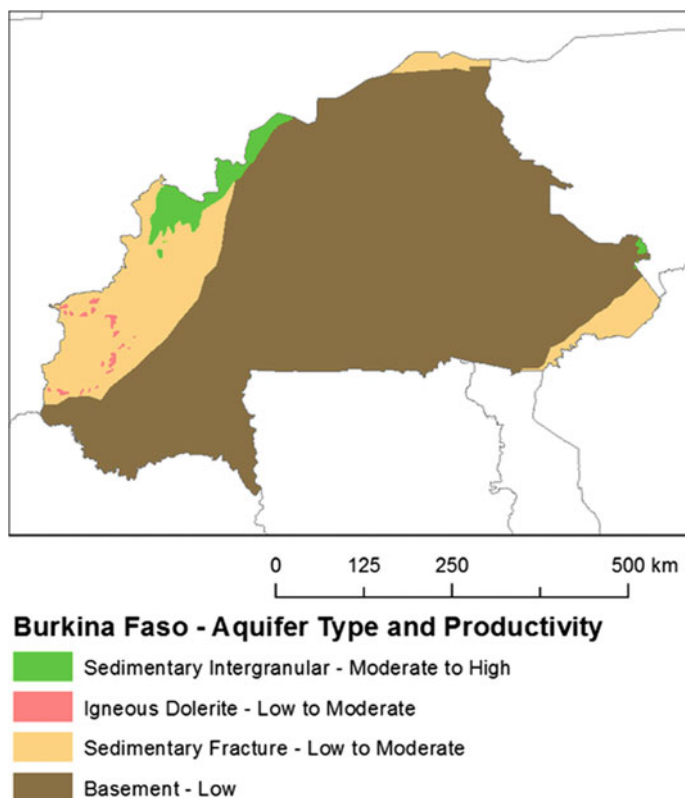 0 125 250 500 km
Burkina Faso - Aquifer Type and Productivity
Sedimentary Intergranular - Moderate to High
Igneous Dolerite - Low to Moderate
Sedimentary Fracture - Low to Moderate
Basement - Low